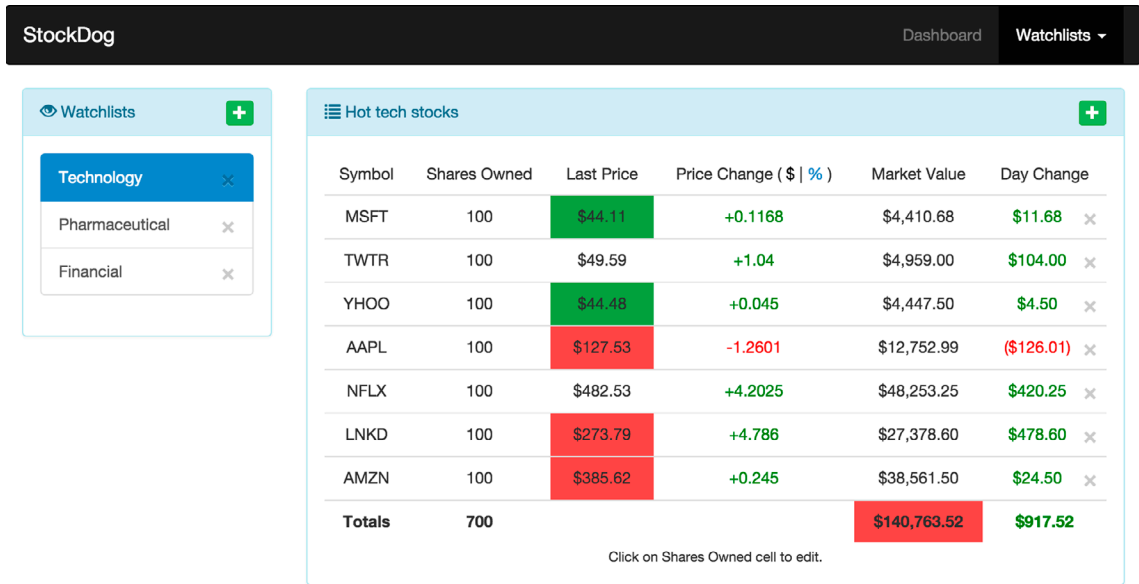 StockDog Dashboard Watchlists
Watchlists
Technology
Pharmaceutical
Financial
Hot tech stocks
Symbol Shares Owned Last Price Price Change ( $ | % ) Market Value Day Change
MSFT 100 $44.11 +0.1168 $4,410.68 $11.68
TWTR 100 $49.59 +1.04 $4,959.00 $104.00
YHOO 100 $44.48 +0.045 $4,447.50 $4.50
AAPL 100 $127.53 -1.2601 $12,752.99 ($126.01)
NFLX 100 $482.53 +4.2025 $48,253.25 $420.25
LNKD 100 $273.79 +4.786 $27,378.60 $478.60
AMZN 100 $385.62 +0.245 $38,561.50 $24.50
Totals 700 $140,763.52 $917.52
Click on Shares Owned cell to edit.